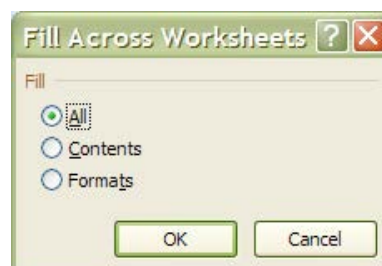 Fill Across Worksheets ?
Fill
All
Contents
Formats
OK Cancel